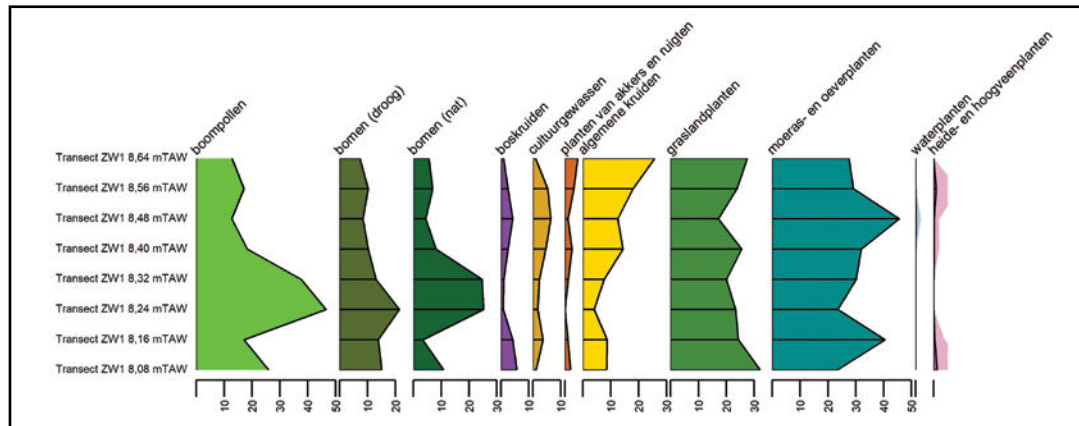 boompollen
bomen (droog)
bomen (nat)
boskruiden
cultuurgewassen
planten van akkers en ruigten
algemene kruiden
graslandplanten
moeras- en oeverplanten
waterplanten
heide- en hoogveenplanten
Transect ZW1 8,64 mTAW
Transect ZW1 8,56 mTAW
Transect ZW1 8,48 mTAW
Transect ZW1 8,40 mTAW
Transect ZW1 8,32 mTAW
Transect ZW1 8,24 mTAW
Transect ZW1 8,16 mTAW
Transect ZW1 8,08 mTAW
10 20 30 40 50 10 20 10 20 30 10 10 10 10 20 30 10 20 30 10 20 30 40 50 10 10